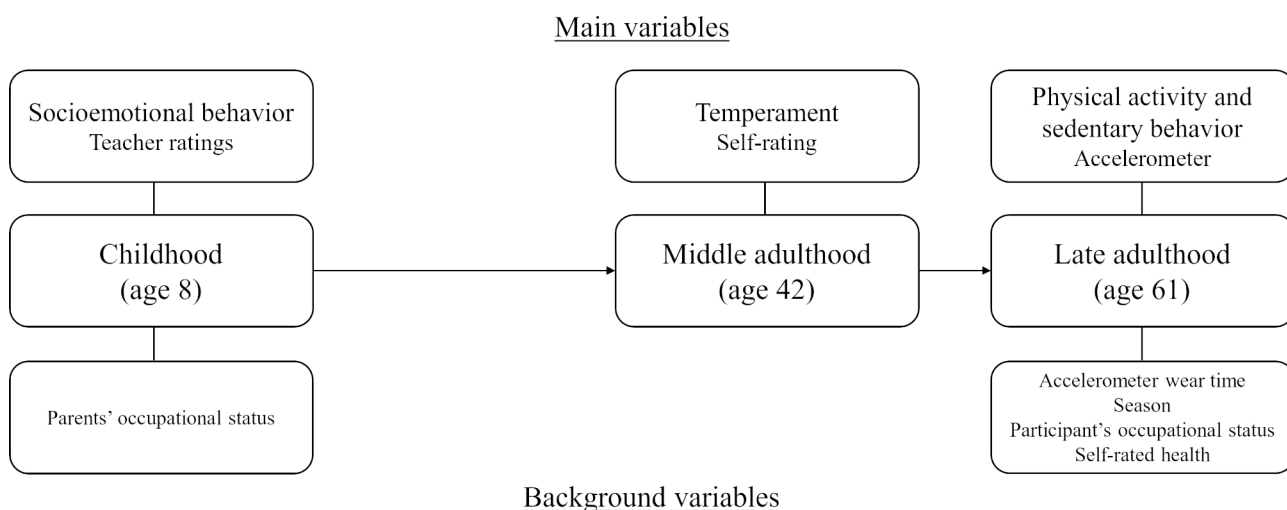 Main variables
Socioemotional behavior
Teacher ratings
Temperament
Self-rating
Physical activity and
sedentary behavior
Accelerometer
Childhood
(age 8)
Middle adulthood
(age 42)
Late adulthood
(age 61)
Parents’ occupational status
Accelerometer wear time
Season
Participant’s occupational status
Self-rated health
Background variables